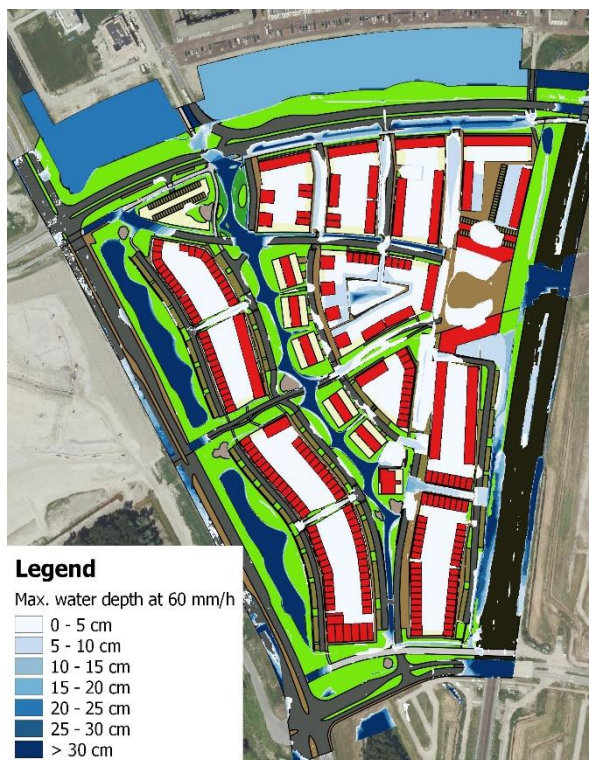 Legend
Max. water depth at 60 mm/h
0 - 5 cm
5 - 10 cm
10 - 15 cm
15 - 20 cm
20 - 25 cm
25 - 30 cm
> 30 cm